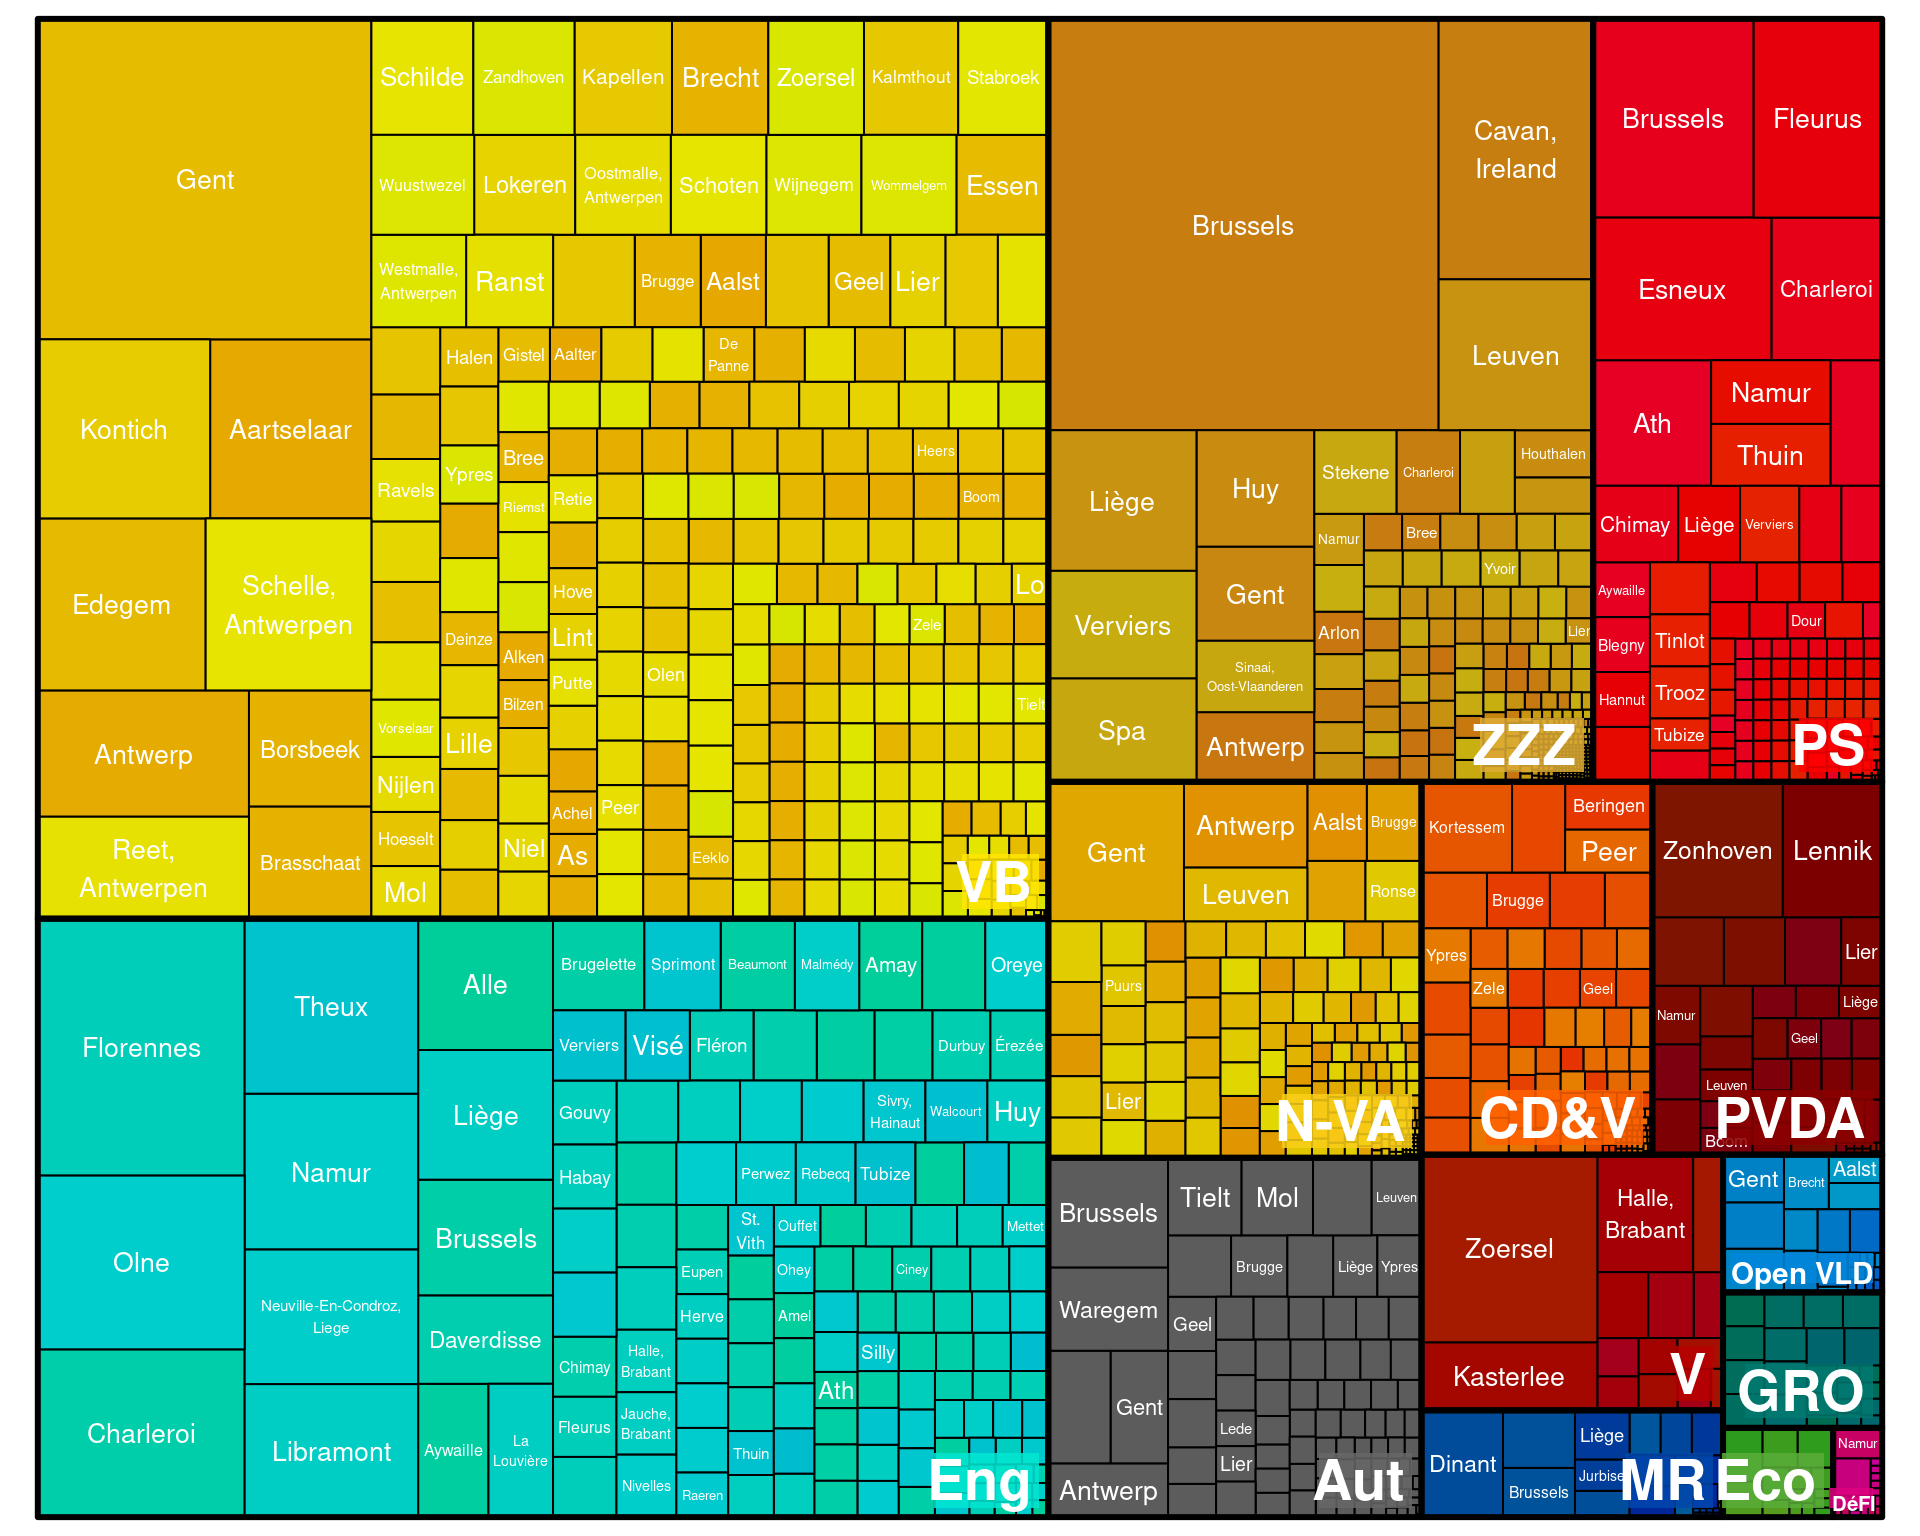 Gent
Schilde
Zandhoven
Kapellen
Brecht
Zoersel
Kalmthout
Stabroek
Wuustwezel
Lokeren
Oostmalle,
Antwerpen
Schoten
Wijnegem
Wommelgem
Essen
Westmalle,
Antwerpen
Ranst
Brugge
Aalst
Geel
Lier
Kontich
Aartselaar
Halen
Gistel
Aalter
De
Panne
Ravels
Ypres
Bree
Riemst
Retie
Heers
Boom
Edegem
Schelle,
Antwerpen
Hove
Lo
Deinze
Alken
Lint
Zele
Bilzen
Putte
Olen
Tielt
Antwerp
Borsbeek
Vorselaar
Lille
Nijlen
Achel
Peer
Reet,
Antwerpen
Brasschaat
Hoeselt
Niel
As
Eeklo
Mol
VB
Brussels
Cavan,
Ireland
Leuven
Liège
Huy
Stekene
Charleroi
Houthalen
Namur
Bree
Yvoir
Gent
Verviers
Arlon
Lier
Sinaai,
Oost-Vlaanderen
Spa
Antwerp
ZZZ
Brussels
Fleurus
Esneux
Charleroi
Ath
Namur
Thuin
Chimay
Liège
Verviers
Aywaille
Dour
Blegny
Tinlot
Hannut
Trooz
Tubize
PS
Florennes
Theux
Alle
Brugelette
Sprimont
Beaumont
Malmédy
Amay
Oreye
Verviers
Visé
Fléron
Durbuy
Érezée
Liège
Gouvy
Sivry,
Hainaut
Walcourt
Huy
Namur
Habay
Perwez
Rebecq
Tubize
Olne
Brussels
St.
Vith
Ouffet
Mettet
Eupen
Ohey
Ciney
Neuville-En-Condroz,
Liege
Daverdisse
Herve
Amel
Chimay
Halle,
Brabant
Silly
Ath
Charleroi
Libramont
Aywaille
La
Louvière
Fleurus
Jauche,
Brabant
Thuin
Nivelles
Raeren
Eng
Gent
Antwerp
Aalst
Brugge
Leuven
Ronse
Puurs
Lier
N-VA
Kortessem
Beringen
Peer
Brugge
Ypres
Zele
Geel
CD&V
Zonhoven
Lennik
Lier
Namur
Liège
Geel
Leuven
Boom
PVDA
Brussels
Tielt
Mol
Leuven
Brugge
Liège
Ypres
Waregem
Geel
Gent
Lede
Lier
Antwerp
Aut
Zoersel
Halle,
Brabant
Kasterlee
V
Gent
Brecht
Aalst
Open VLD
GRO
Dinant
Liège
Jurbise
Brussels
MR
Eco
Namur
DéFI